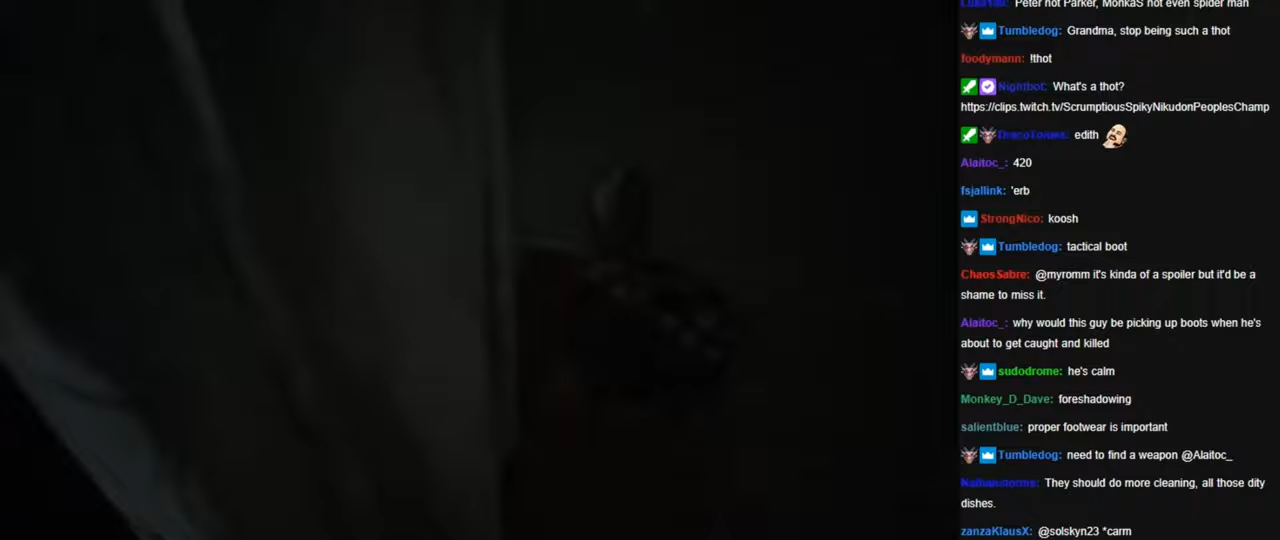 Peter not Parker, MonkaS not even spider man
Tumbledog: Grandma, stop being such a thot
foodymann: !thot
Nightbot: What's a thot?
https://clips.twitch.tv/ScrumptiousSpikyNikudonPeoplesChamp
edith
Alaitoc_: 420
fsjallink: 'erb
StrongNico: koosh
Tumbledog: tactical boot
ChaosSabre: @myromm it's kinda of a spoiler but it'd be a
shame to miss it.
Alaitoc_: why would this guy be picking up boots when he's
about to get caught and killed
sudodrome: he's calm
Monkey_D_Dave: foreshadowing
salientblue: proper footwear is important
Tumbledog: need to find a weapon @Alaitoc_
They should do more cleaning, all those dity
dishes.
zanzaKlausX: @solskyn23 *carm